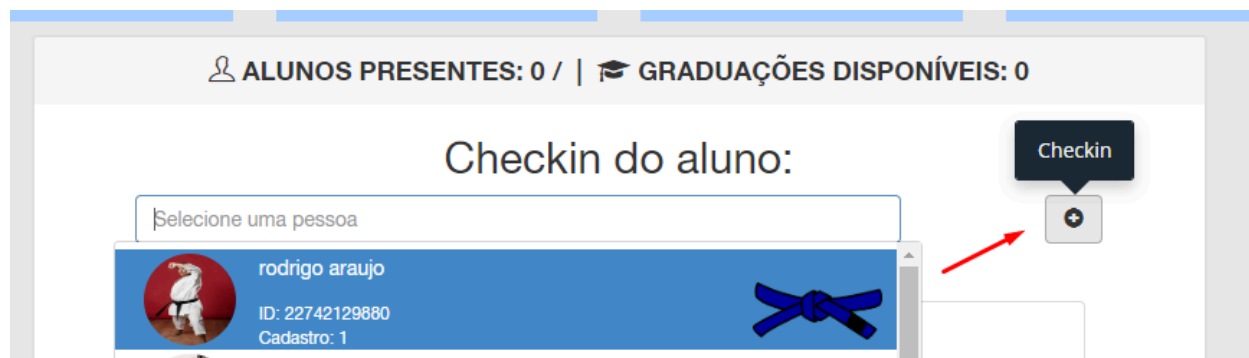 ALUNOS PRESENTES: 0 / | GRADUAÇÕES DISPONÍVEIS: 0
Checkin do aluno:
Checkin
Selecione uma pessoa
rodrigo araujo
ID: 22742129880
Cadastro: 1